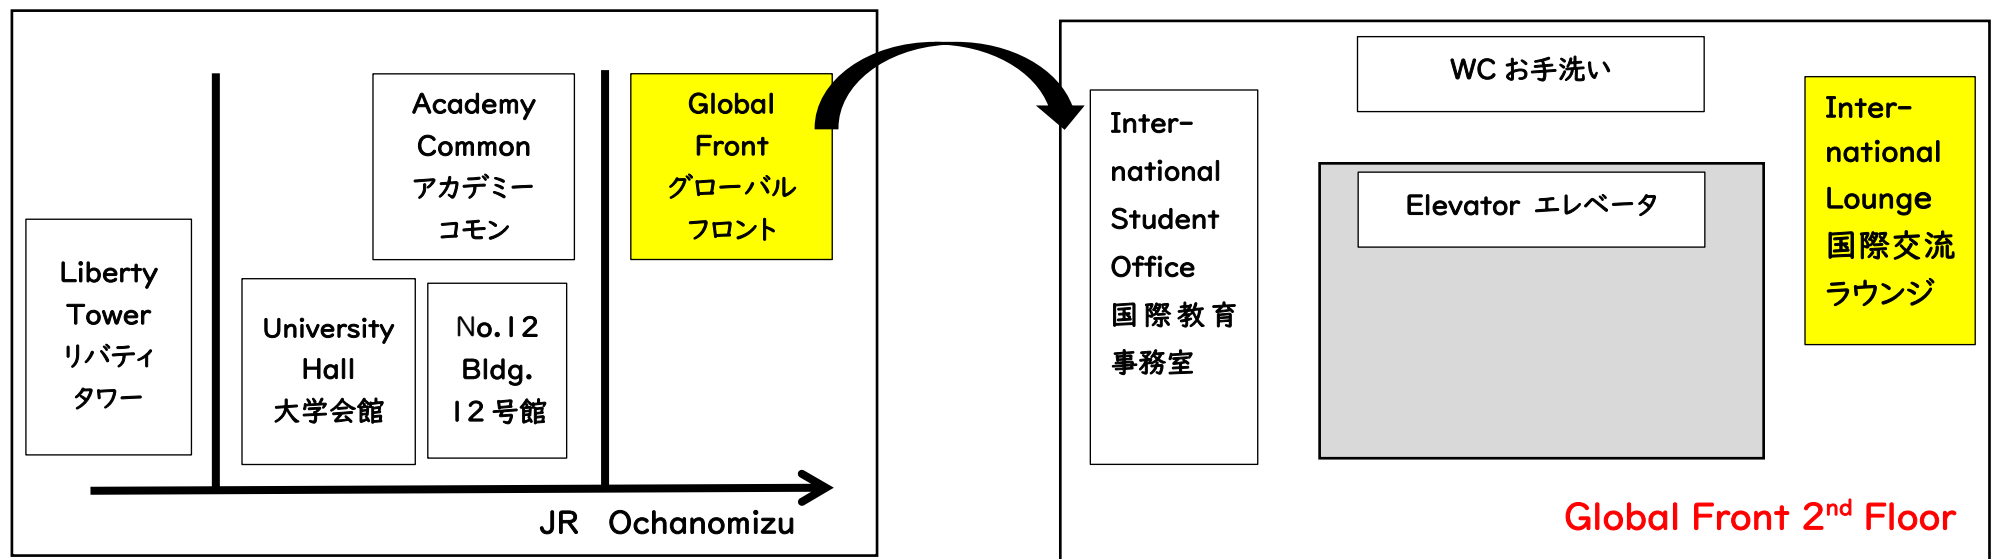 Liberty
Tower
リバティ
タワー
University
Hall
大学会館
Academy
Common
アカデミー
コモン
No.12
Bldg.
12号館
Global
Front
グローバル
フロント
JR Ochanomizu
Inter-
national
Student
Office
国際教育
事務室
WC お手洗い
Elevator エレベータ
Inter-
national
Lounge
国際交流
ラウンジ
Global Front 2nd Floor